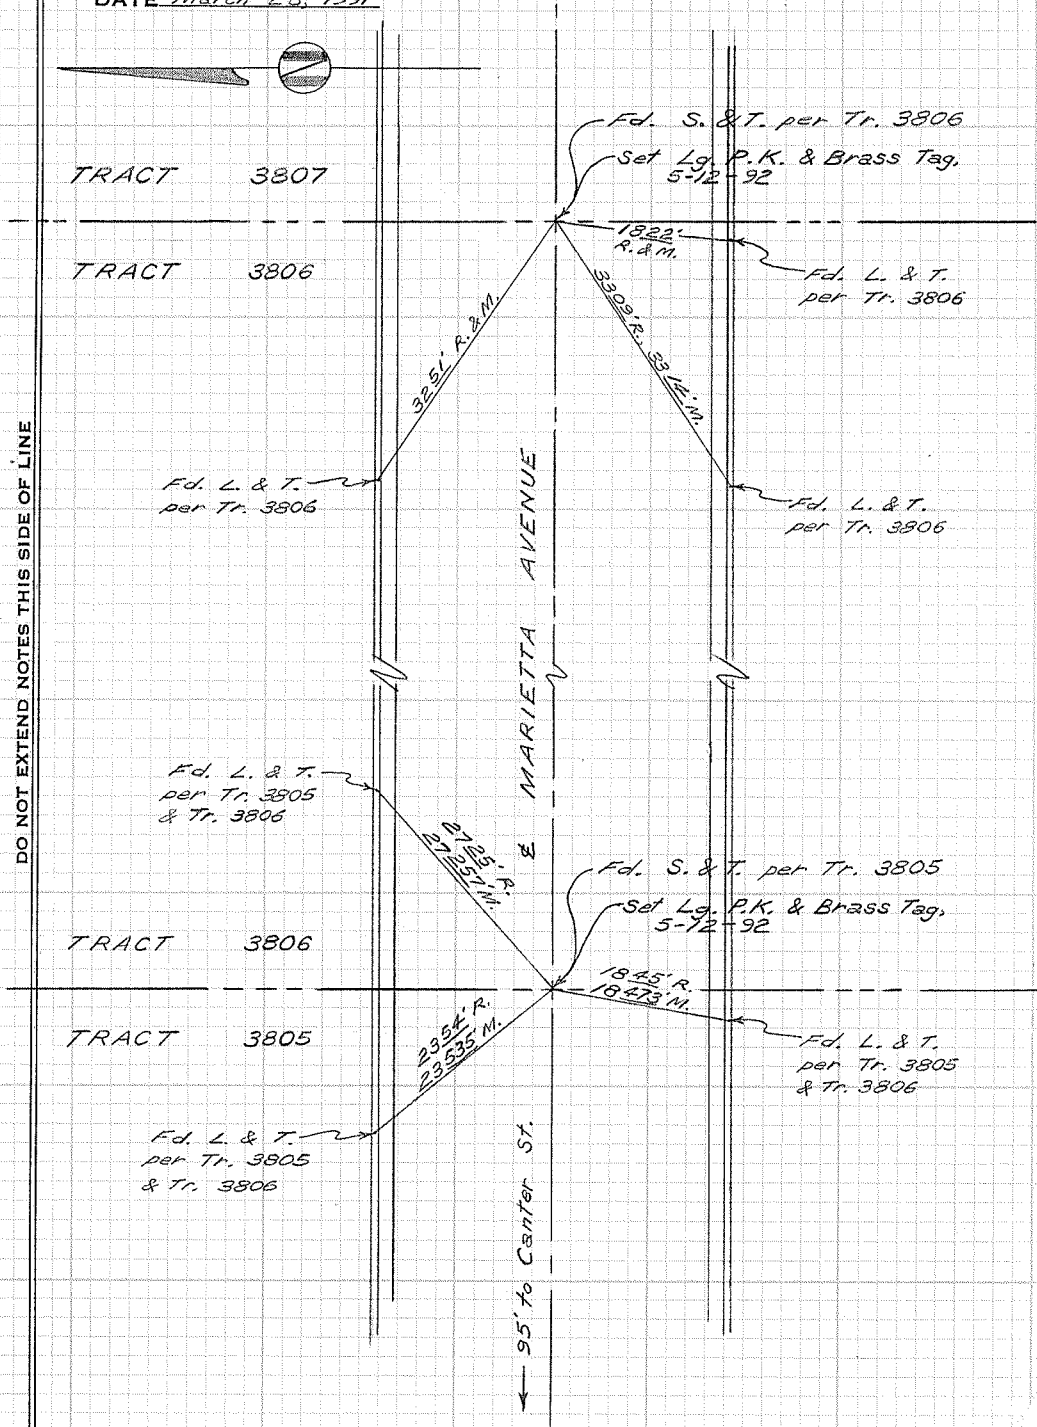 DATE March 28, 1991
N
TRACT 3807
Fd. S. & T. per Tr. 3806
Set Lg. P.K. & Brass Tag,
5-12-92
TRACT 3806
18.22'
R. & M.
Fd. L. & T.
per Tr. 3806
32.51' R. & M.
33.09' R., 33.14' M.
Fd. L. & T.
per Tr. 3806
Fd. L. & T.
per Tr. 3806
DO NOT EXTEND NOTES THIS SIDE OF LINE
℄ MARIETTA AVENUE
Fd. L. & T.
per Tr. 3805
& Tr. 3806
27.25' R.
27.257' M.
Fd. S. & T. per Tr. 3805
Set Lg. P.K. & Brass Tag,
5-12-92
TRACT 3806
18.45' R.
18.473' M.
TRACT 3805
23.54' R.
23.535' M.
Fd. L. & T.
per Tr. 3805
& Tr. 3806
Fd. L. & T.
per Tr. 3805
& Tr. 3806
95' to Canter St.